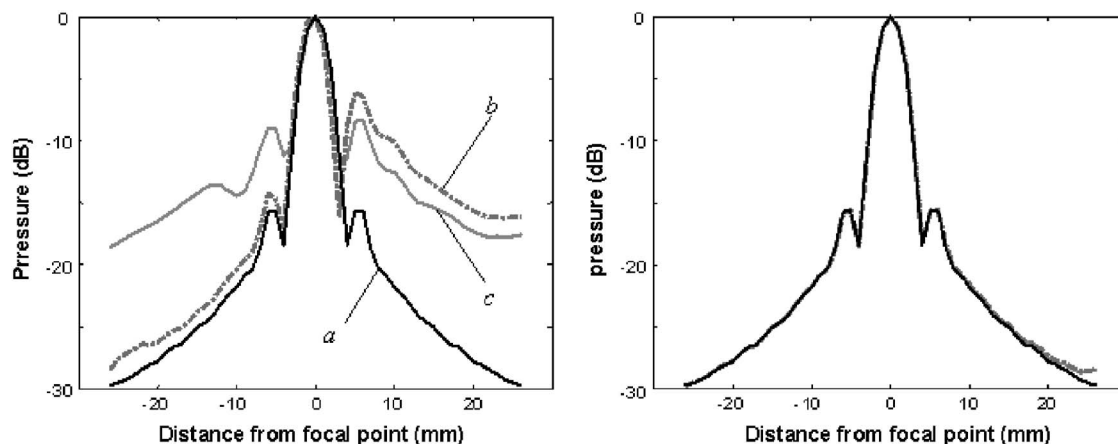 0
-10
-20
-30
Prressure (dB)
b
c
a
-20 -10 0 10 20
Distance from focal point (mm)
0
-10
-20
-30
pressure (dB)
-20 -10 0 10 20
Distance from focal point (mm)